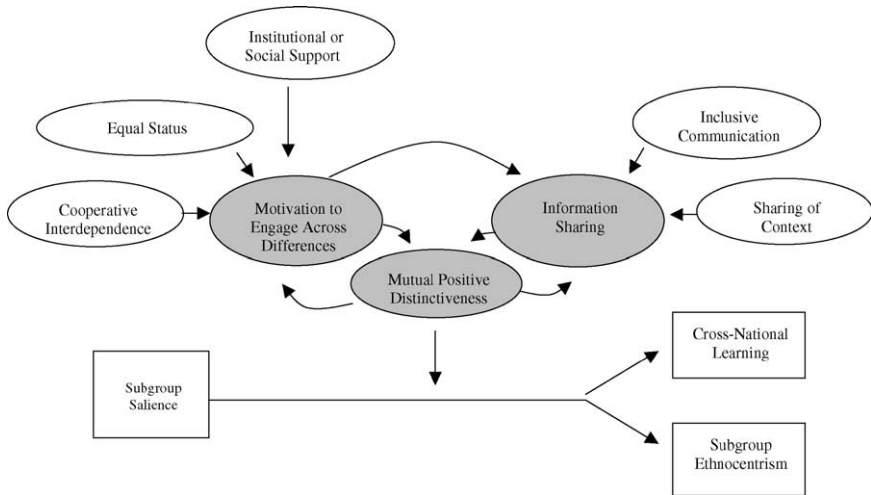 Institutional or
Social Support
Equal Status
Inclusive
Communication
Cooperative
Interdependence
Motivation to
Engage Across
Differences
Information
Sharing
Sharing of
Context
Mutual Positive
Distinctiveness
Cross-National
Learning
Subgroup
Salience
Subgroup
Ethnocentrism